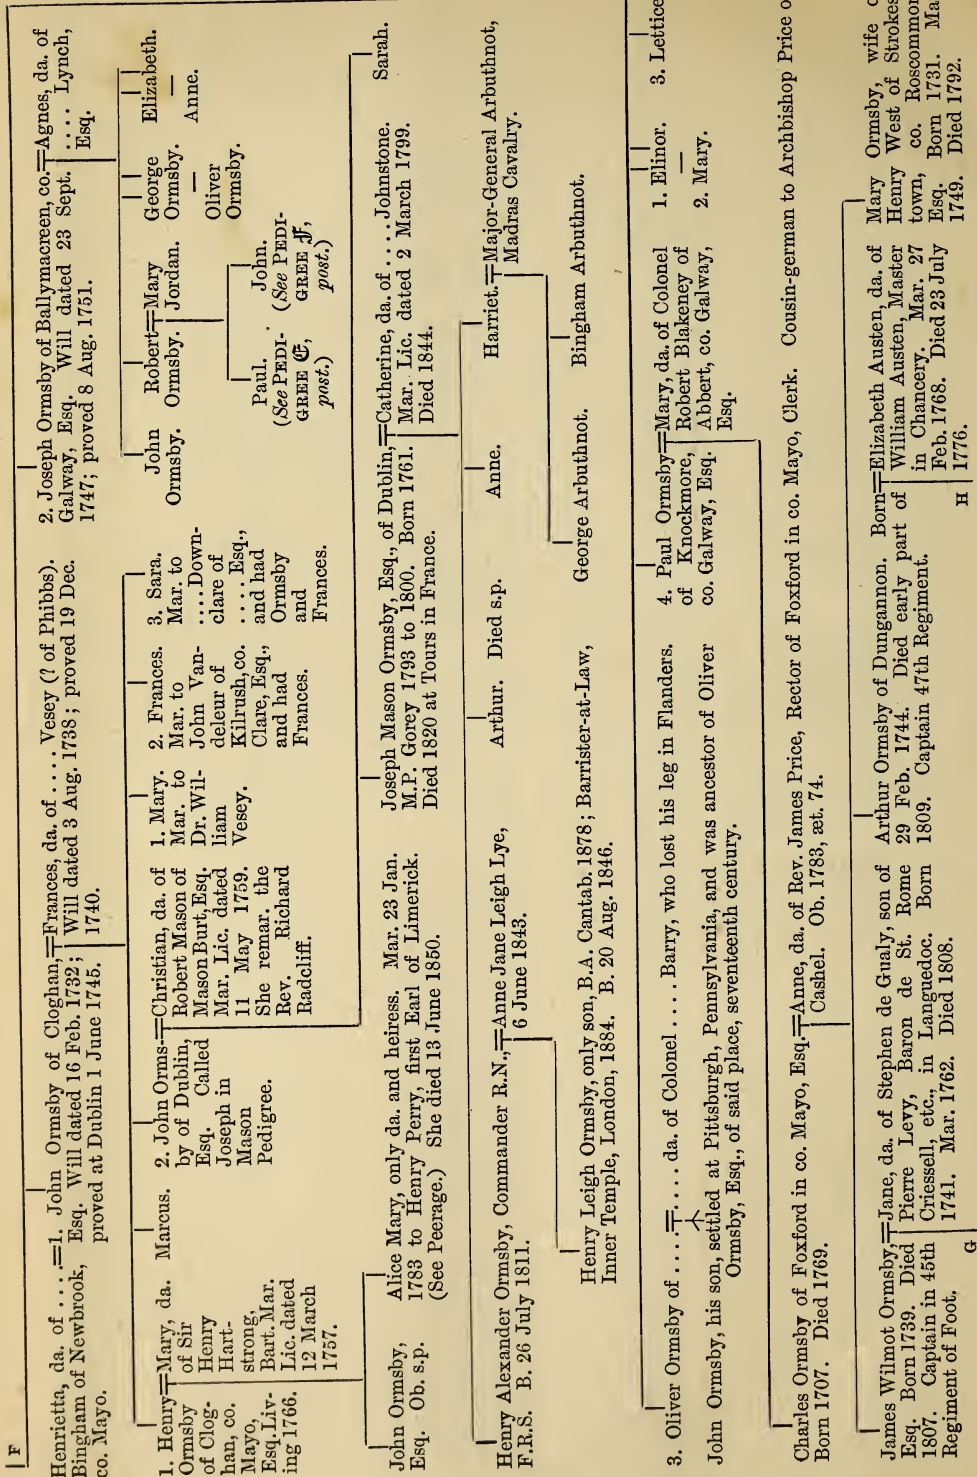 F
Henrietta, da. of ....=1. John Ormsby of Cloghan,=Frances, da. of .... Vesey (? of Phibbs).
Bingham of Newbrook, Esq. Will dated 16 Feb. 1732; Will dated 3 Aug. 1738; proved 19 Dec.
co. Mayo. proved at Dublin 1 June 1745. 1740.
2. Joseph Ormsby of Ballymacreen, co.=Agnes, da. of
Galway, Esq. Will dated 23 Sept. .... Lynch,
1747; proved 8 Aug. 1751. Esq.
1. Henry=Mary, da.
Ormsby of Sir
of Clog- Henry
han, co. Hart-
Mayo, strong,
Esq. Liv- Bart. Mar.
ing 1766. Lic. dated
12 March
1757.
Marcus.
2. John Orms-=Christian, da. of
by of Dublin, Robert Mason of
Esq. Called Mason Burt, Esq.
Joseph in Mar. Lic. dated
Mason 11 May 1759.
Pedigree. She remar. the
Rev. Richard
Radcliff.
1. Mary.
Mar. to
Dr. Wil-
liam
Vesey.
2. Frances.
Mar. to
John Van-
deleur of
Kilrush, co.
Clare, Esq.,
and had
Frances.
3. Sara.
Mar. to
....Down-
clare of
.... Esq.,
and had
Ormsby
and
Frances.
John
Ormsby.
Robert=Mary
Ormsby. Jordan.
George
Ormsby.
—
Oliver
Ormsby.
Elizabeth.
—
Anne.
Paul.
(See PEDI-
GREE E,
post.)
John.
(See PEDI-
GREE F,
post.)
John Ormsby,
Esq. Ob. s.p.
Alice Mary, only da. and heiress. Mar. 23 Jan.
1783 to Henry Perry, first Earl of Limerick.
(See Peerage.) She died 13 June 1850.
Joseph Mason Ormsby, Esq., of Dublin,=Catherine, da. of .... Johnstone.
M.P. Gorey 1793 to 1800. Born 1761. Mar. Lic. dated 2 March 1799.
Died 1820 at Tours in France. Died 1844.
Sarah.
Henry Alexander Ormsby, Commander R.N.,=Anne Jane Leigh Lye,
F.R.S. B. 26 July 1811. 6 June 1843.
Arthur. Died s.p.
Anne.
Harriet.=Major-General Arbuthnot,
Madras Cavalry.
Henry Leigh Ormsby, only son, B.A. Cantab. 1878; Barrister-at-Law,
Inner Temple, London, 1884. B. 20 Aug. 1846.
George Arbuthnot.
Bingham Arbuthnot.
3. Oliver Ormsby of ....=....da. of Colonel .... Barry, who lost his leg in Flanders.
John Ormsby, his son, settled at Pittsburgh, Pennsylvania, and was ancestor of Oliver
Ormsby, Esq., of said place, seventeenth century.
4. Paul Ormsby=Mary, da. of Colonel
of Knockmore, Robert Blakeney of
co. Galway, Esq. Abbert, co. Galway,
Esq.
1. Elinor.
—
2. Mary.
3. Lettice
Charles Ormsby of Foxford in co. Mayo, Esq.=Anne, da. of Rev. James Price, Rector of Foxford in co. Mayo, Clerk. Cousin-german to Archbishop Price o
Born 1707. Died 1769. Cashel. Ob. 1783, æt. 74.
James Wilmot Ormsby,=Jane, da. of Stephen de Gualy, son of
Esq. Born 1739. Died Pierre Levy, Baron de St. Rome
1807. Captain in 45th Criessell, etc., in Languedoc. Born
Regiment of Foot. 1741. Mar. 1762. Died 1808.
G
Arthur Ormsby of Dungannon. Born=Elizabeth Austen, da. of
29 Feb. 1744. Died early part of William Austen, Master
1809. Captain 47th Regiment. in Chancery. Mar. 27
Feb. 1768. Died 23 July
1776.
H
Mary Ormsby, wife o
Henry West of Strokes
town, co. Roscommon
Esq. Born 1731. Ma
1749. Died 1792.